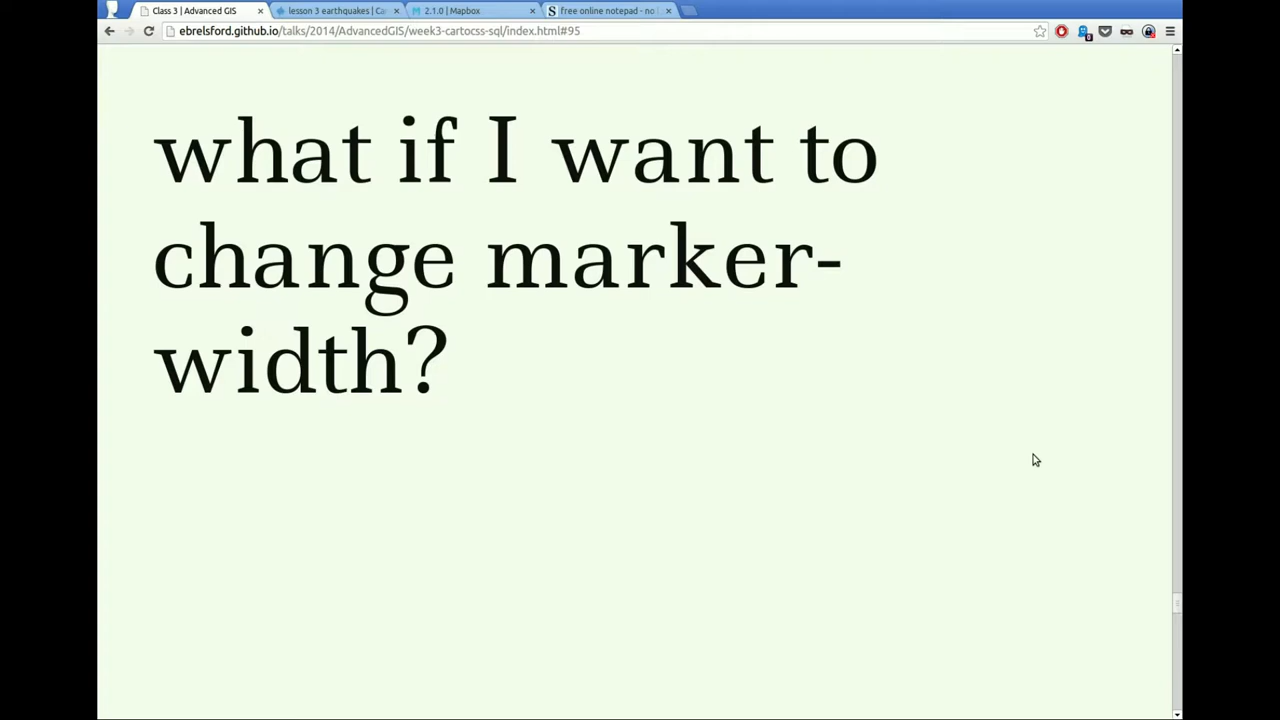 Class 3 | Advanced GIS
lesson 3 earthquakes | Ca
2.1.0 | Mapbox
free online notepad - no
ebrelsford.github.io/talks/2014/AdvancedGIS/week3-cartocss-sql/index.html#95
what if I want to
change marker-
width?